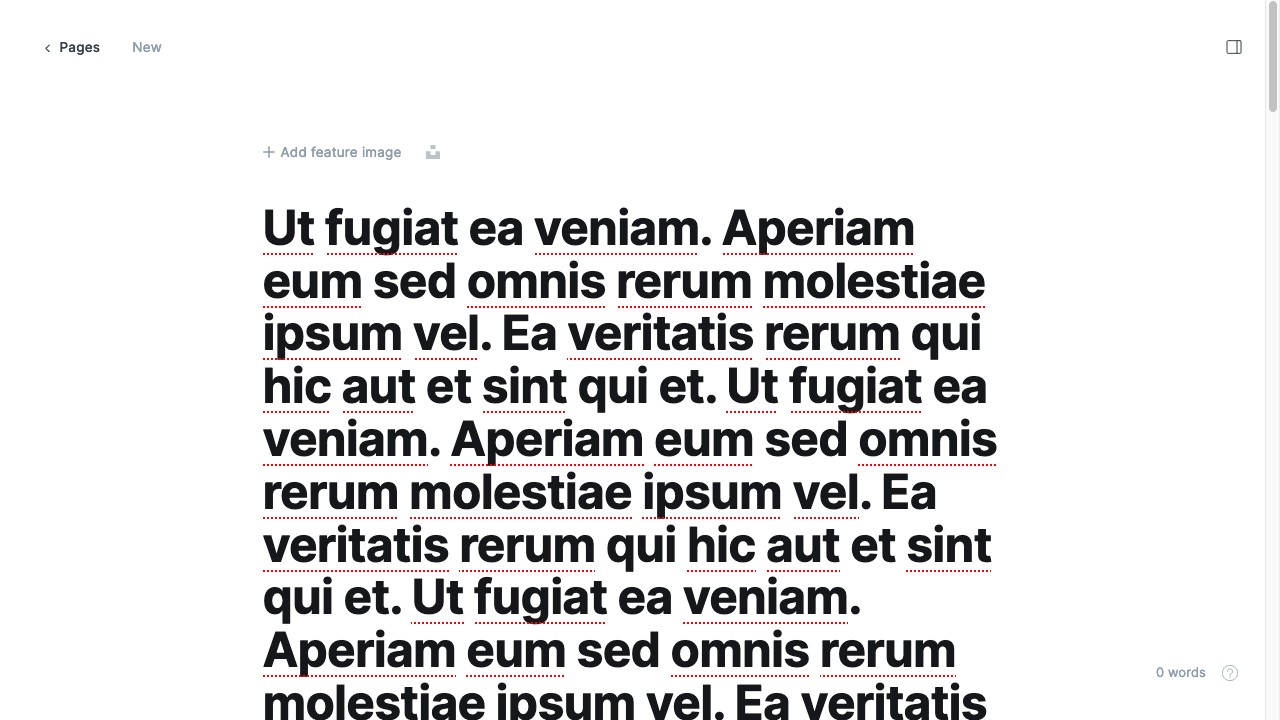 Pages
New
Add feature image
Ut fugiat ea veniam. Aperiam
eum sed omnis rerum molestiae
ipsum vel. Ea veritatis rerum qui
hic aut et sint qui et. Ut fugiat ea
veniam. Aperiam eum sed omnis
rerum molestiae ipsum vel. Ea
veritatis rerum qui hic aut et sint
qui et. Ut fugiat ea veniam.
Aperiam eum sed omnis rerum
molestiae ipsum vel. Ea veritatis
0 words
?